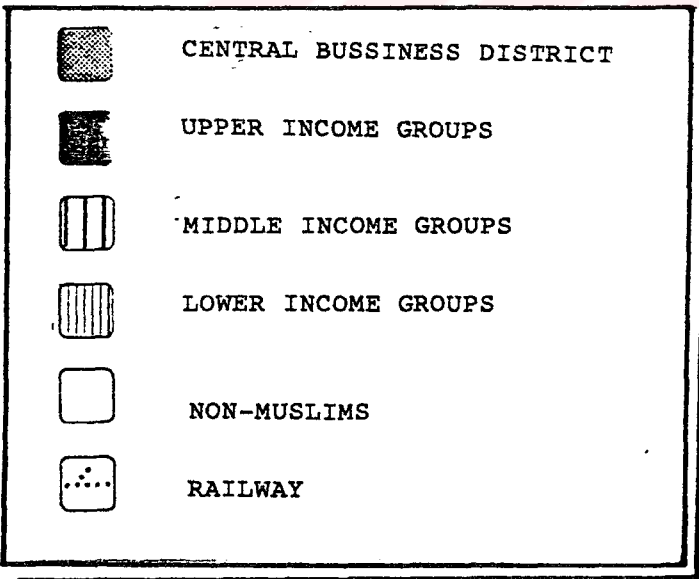 CENTRAL BUSSINESS DISTRICT
UPPER INCOME GROUPS
MIDDLE INCOME GROUPS
LOWER INCOME GROUPS
NON-MUSLIMS
RAILWAY